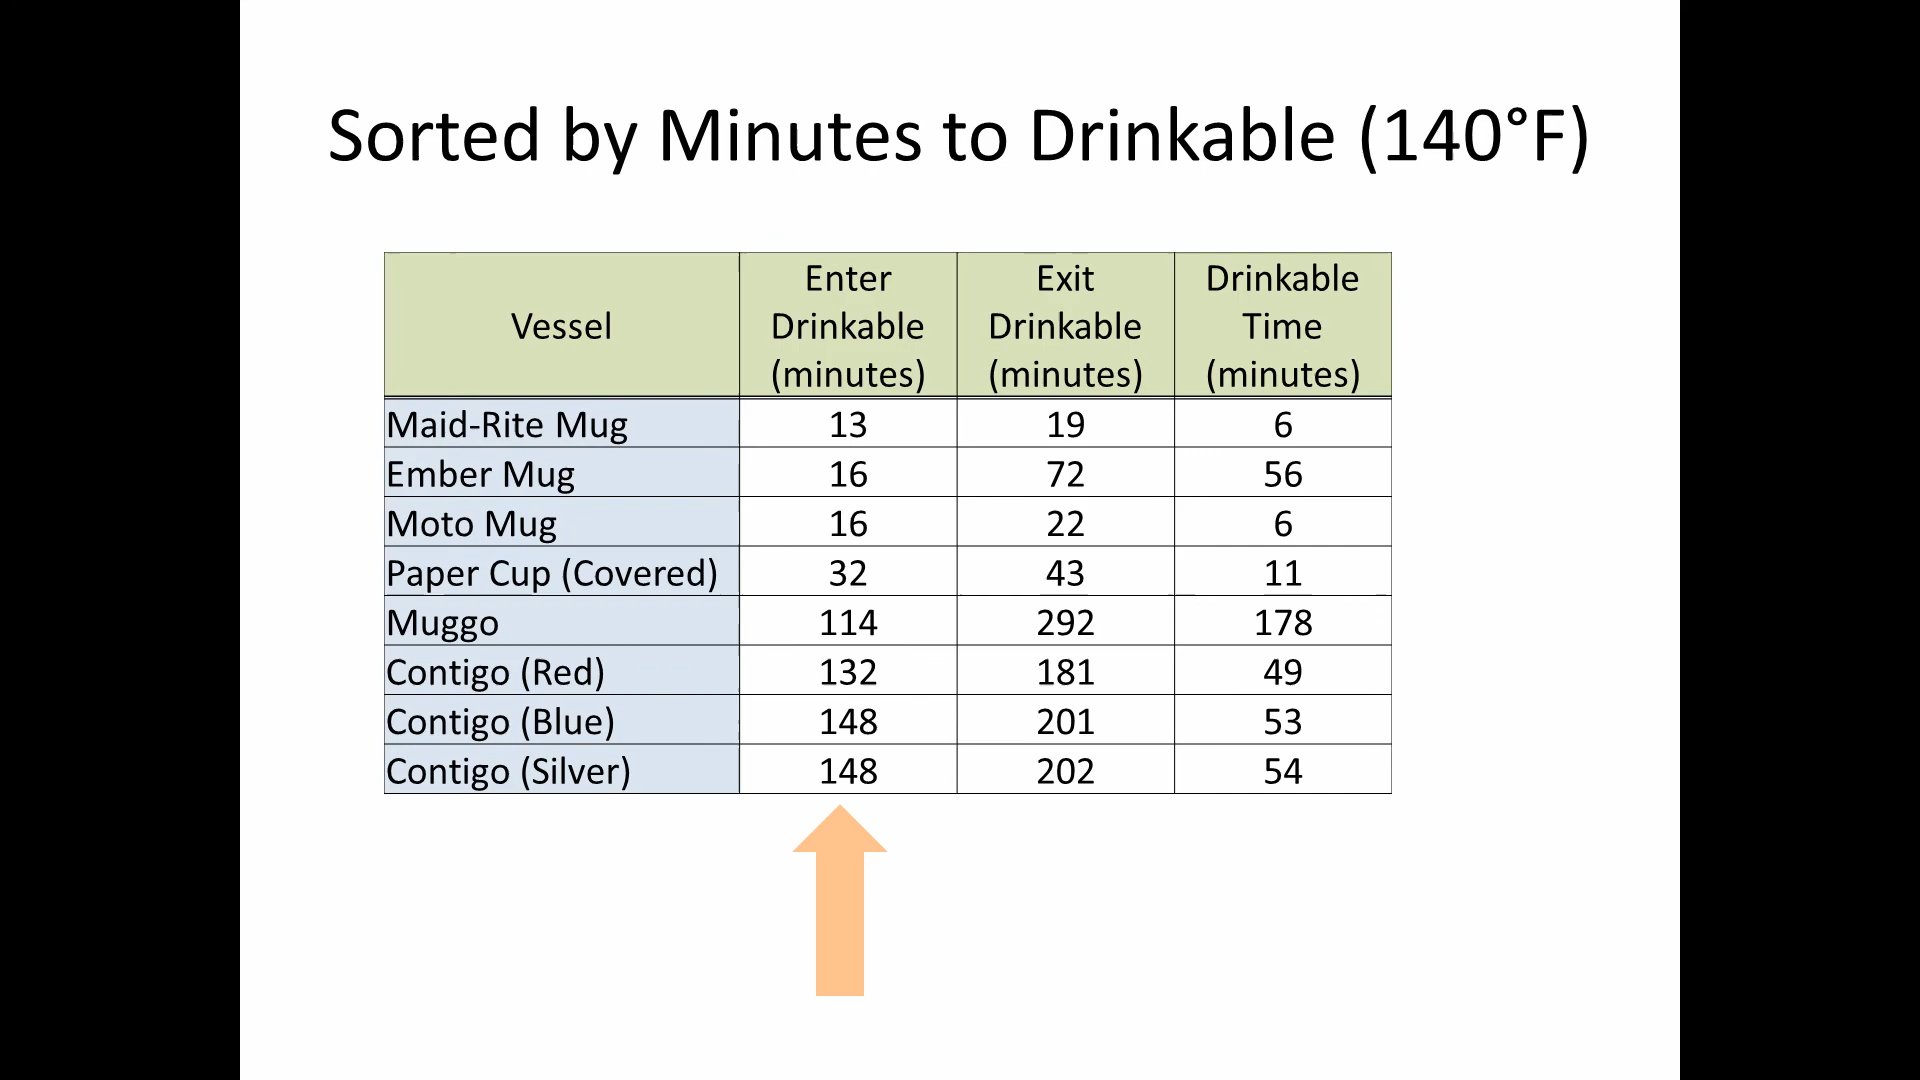 Sorted by Minutes to Drinkable (140°F)
Vessel
Enter Drinkable (minutes)
Exit Drinkable (minutes)
Drinkable Time (minutes)
Maid-Rite Mug 13 19 6
Ember Mug 16 72 56
Moto Mug 16 22 6
Paper Cup (Covered) 32 43 11
Muggo 114 292 178
Contigo (Red) 132 181 49
Contigo (Blue) 148 201 53
Contigo (Silver) 148 202 54